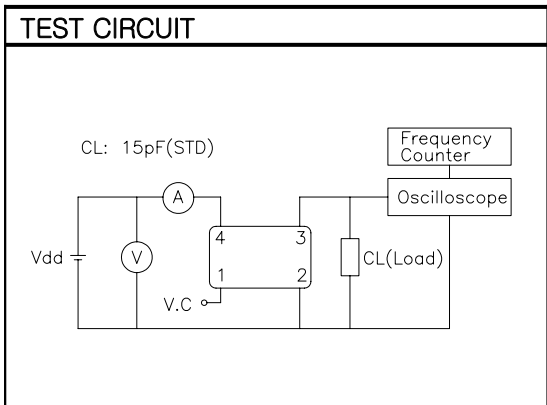 TEST CIRCUIT
CL: 15pF(STD)
Frequency
Counter
Oscilloscope
A
4 3
Vdd
V
CL(Load)
1 2
V.C